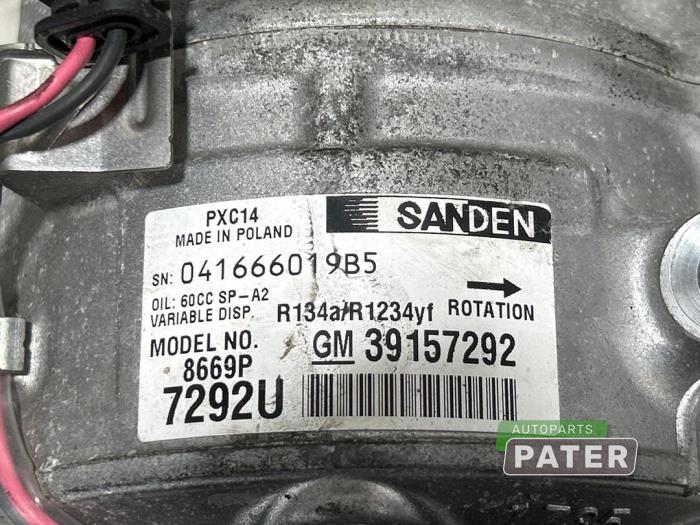 PXC14
MADE IN POLAND
SANDEN
SN: 041666019B5
OIL: 60CC SP-A2
VARIABLE DISP.
R134a/R1234yf
ROTATION
MODEL NO.
8669P
7292U
GM 39157292
AUTOPARTS
PATER